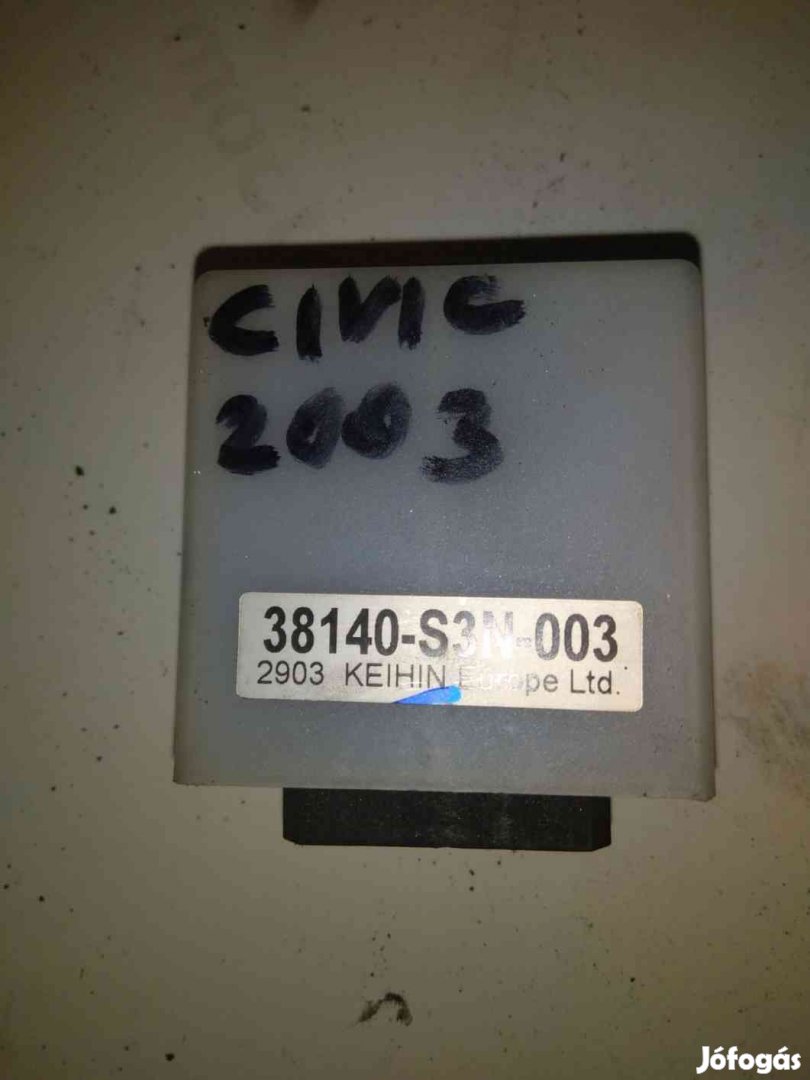 CIVIC
2003
38140-S3N-003
2903 KEIHIN Europe Ltd.
Jófogás